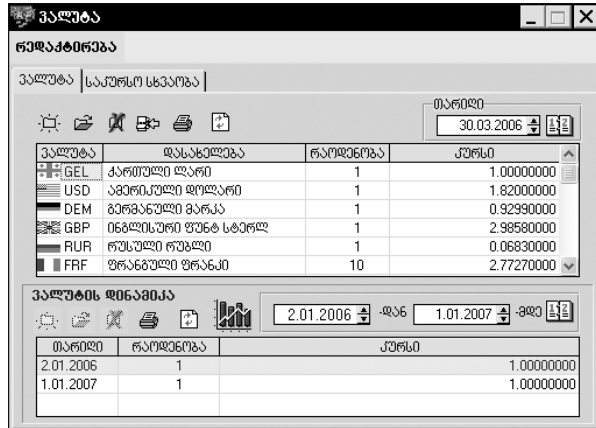 ვალუტა
რედაქტირება
ვალუტა საკურსო სხვაობა
თარიღი
30.03.2006
ვალუტა დასახელება რაოდენობა კურსი
GEL ქართული ლარი 1 1.00000000
USD ამერიკული დოლარი 1 1.82000000
DEM გერმანული მარკა 1 0.92990000
GBP ინგლისური ფუნტ სტერლ 1 2.98580000
RUR რუსული რუბლი 1 0.06830000
FRF ფრანგული ფრანკი 10 2.77270000
ვალუტის დინამიკა
2.01.2006 -დან 1.01.2007 -მდე
თარიღი რაოდენობა კურსი
2.01.2006 1 1.00000000
1.01.2007 1 1.00000000